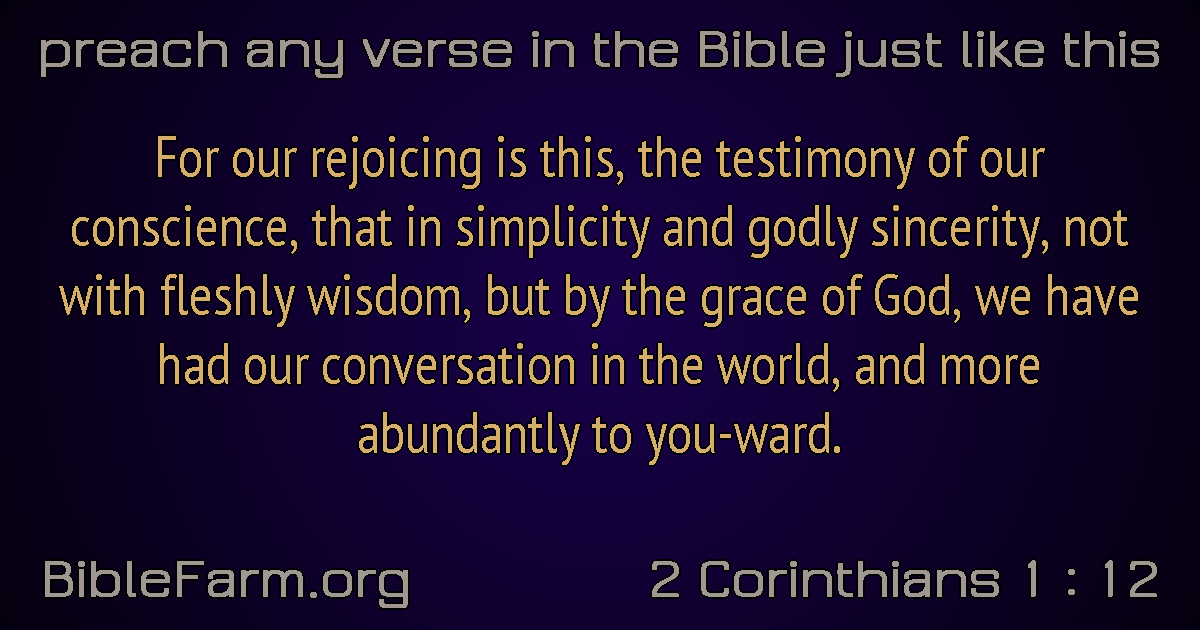 preach any verse in the Bible just like this
For our rejoicing is this, the testimony of our
conscience, that in simplicity and godly sincerity, not
with fleshly wisdom, but by the grace of God, we have
had our conversation in the world, and more
abundantly to you-ward.
BibleFarm.org
2 Corinthians 1 : 12